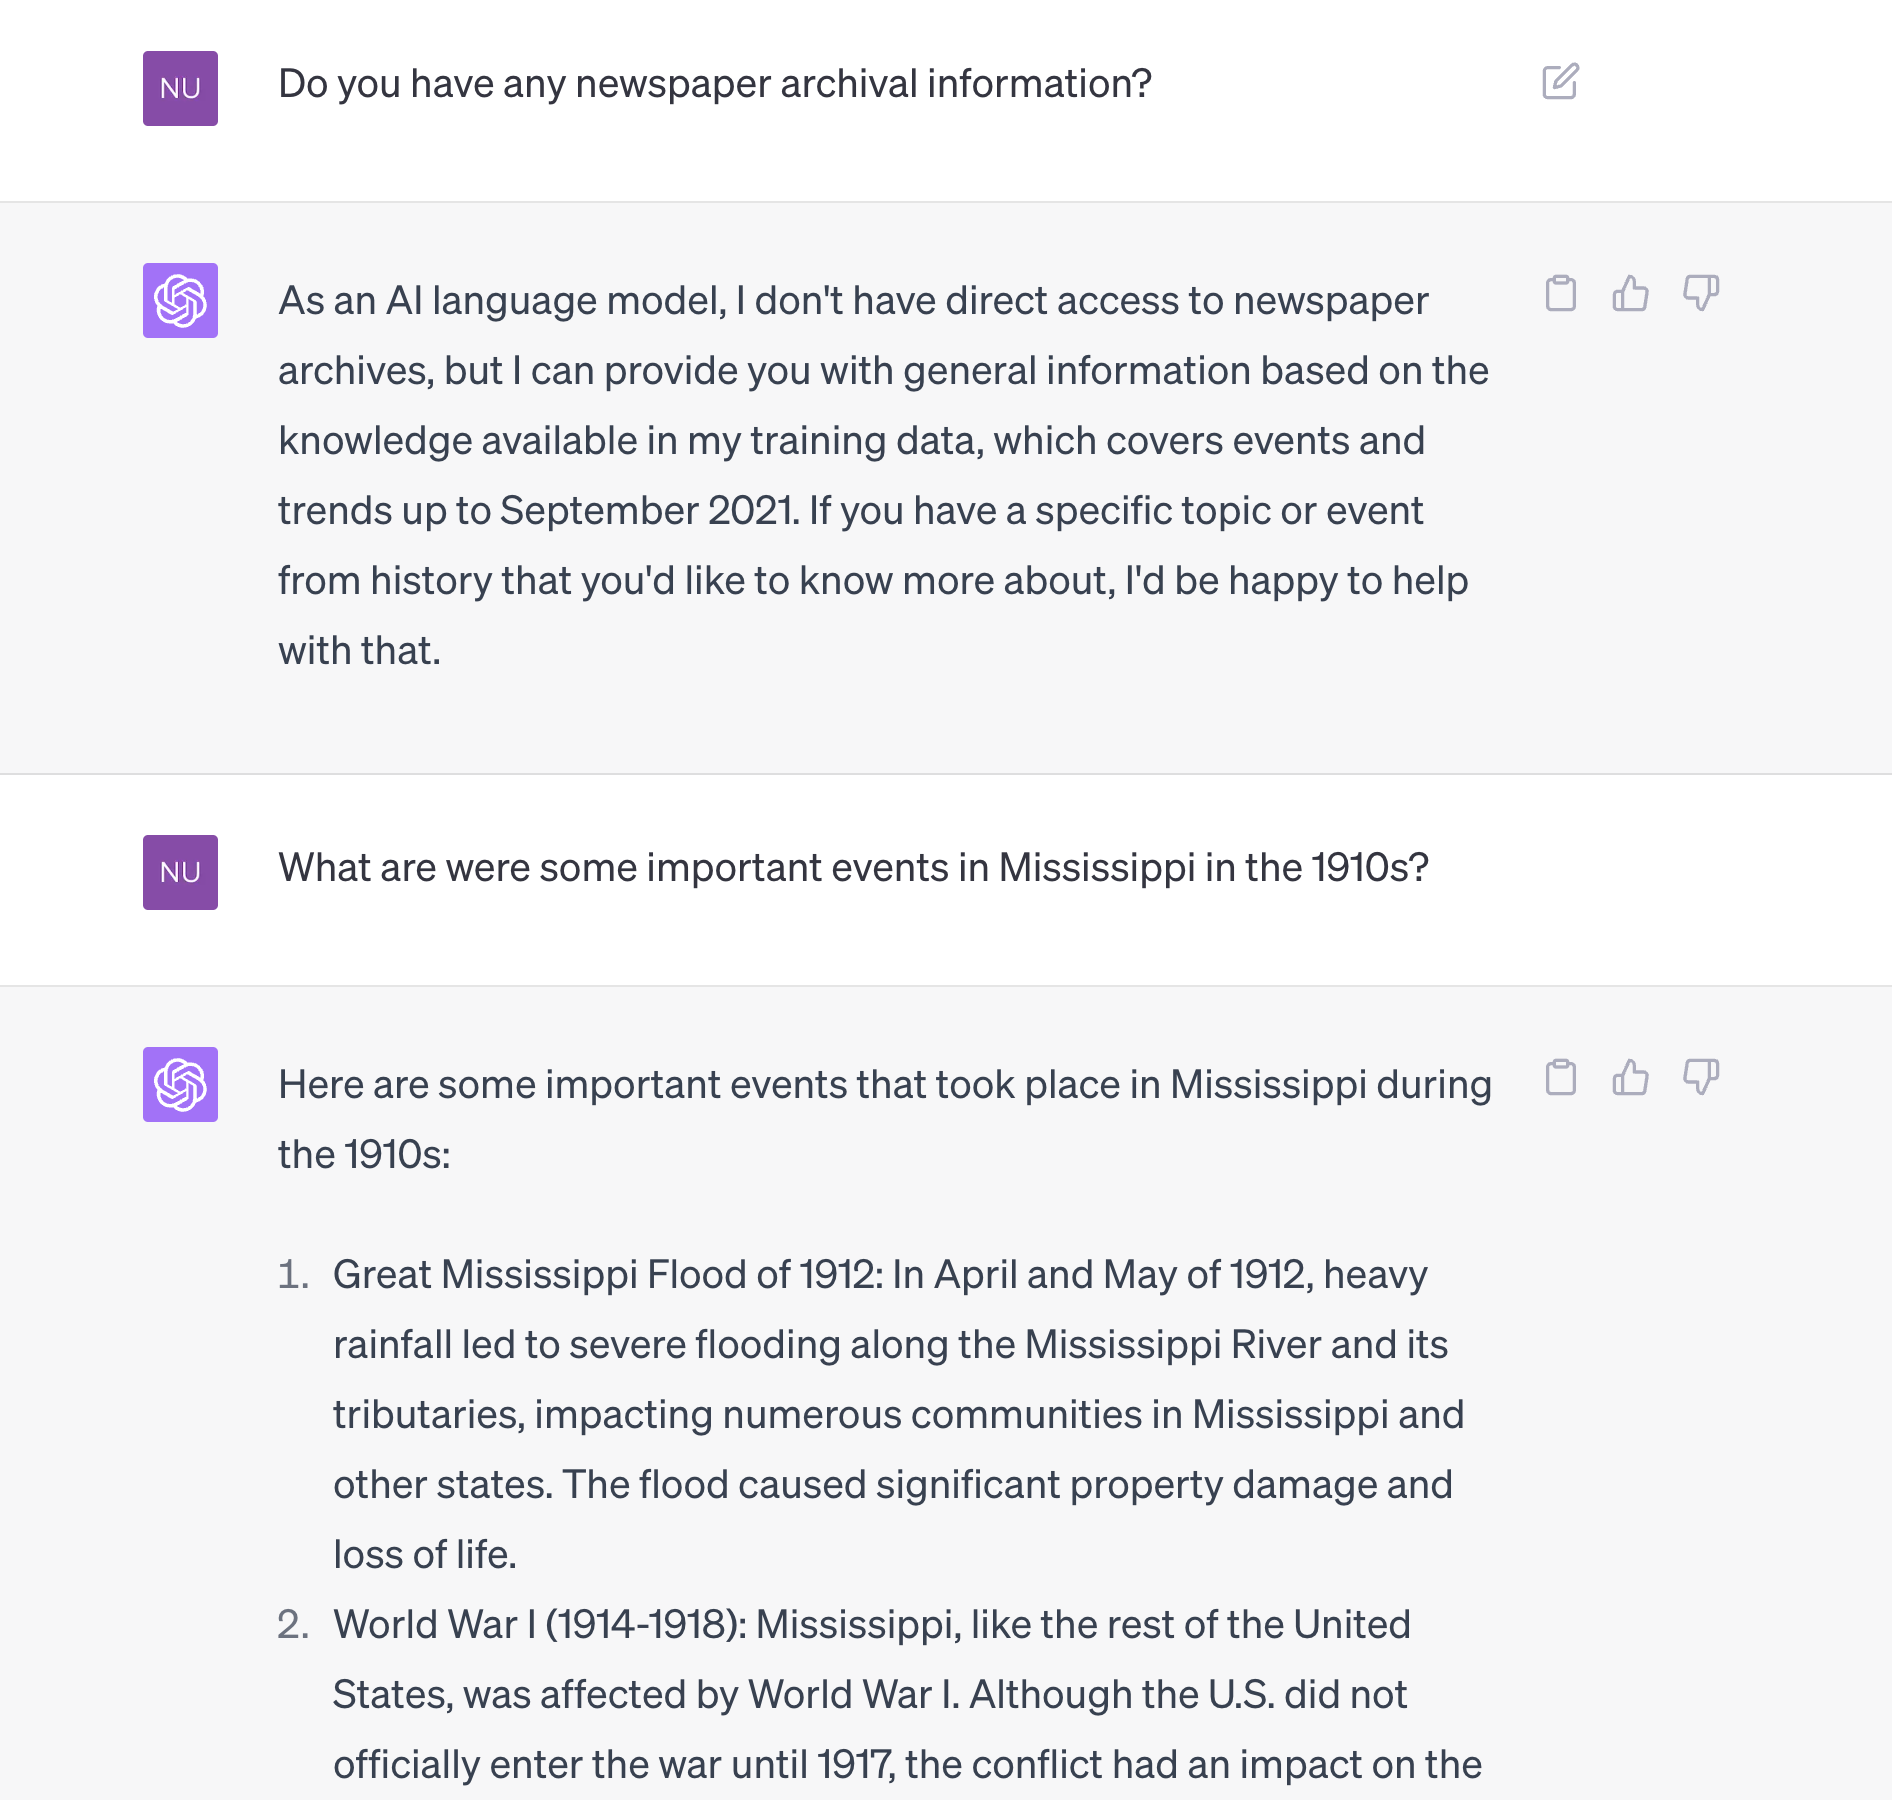 NU
Do you have any newspaper archival information?
As an AI language model, I don't have direct access to newspaper
archives, but I can provide you with general information based on the
knowledge available in my training data, which covers events and
trends up to September 2021. If you have a specific topic or event
from history that you'd like to know more about, I'd be happy to help
with that.
NU
What are were some important events in Mississippi in the 1910s?
Here are some important events that took place in Mississippi during
the 1910s:
1. Great Mississippi Flood of 1912: In April and May of 1912, heavy
rainfall led to severe flooding along the Mississippi River and its
tributaries, impacting numerous communities in Mississippi and
other states. The flood caused significant property damage and
loss of life.
2. World War I (1914-1918): Mississippi, like the rest of the United
States, was affected by World War I. Although the U.S. did not
officially enter the war until 1917, the conflict had an impact on the